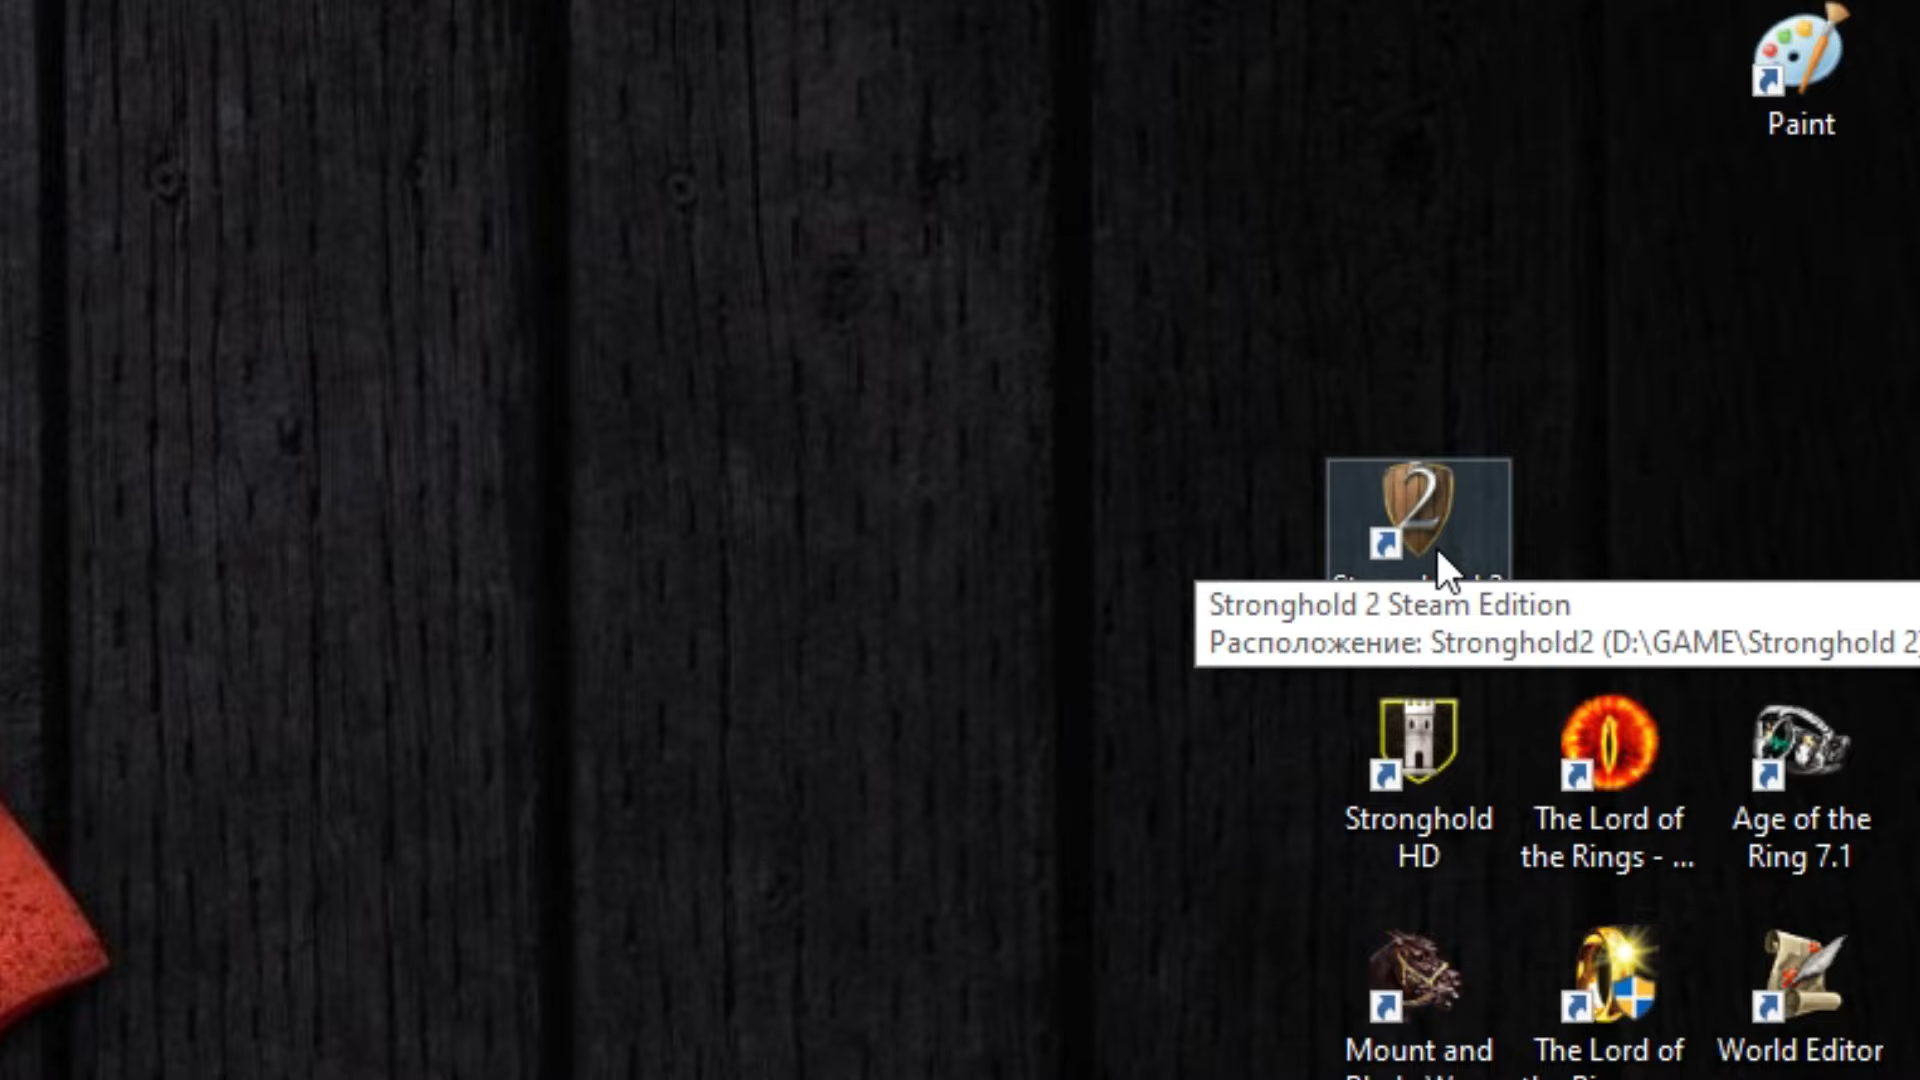 Paint
2
Stronghold 2 Steam Edition
Расположение: Stronghold2 (D:\GAME\Stronghold 2)
Stronghold
HD
The Lord of
the Rings - ...
Age of the
Ring 7.1
Mount and
The Lord of
World Editor